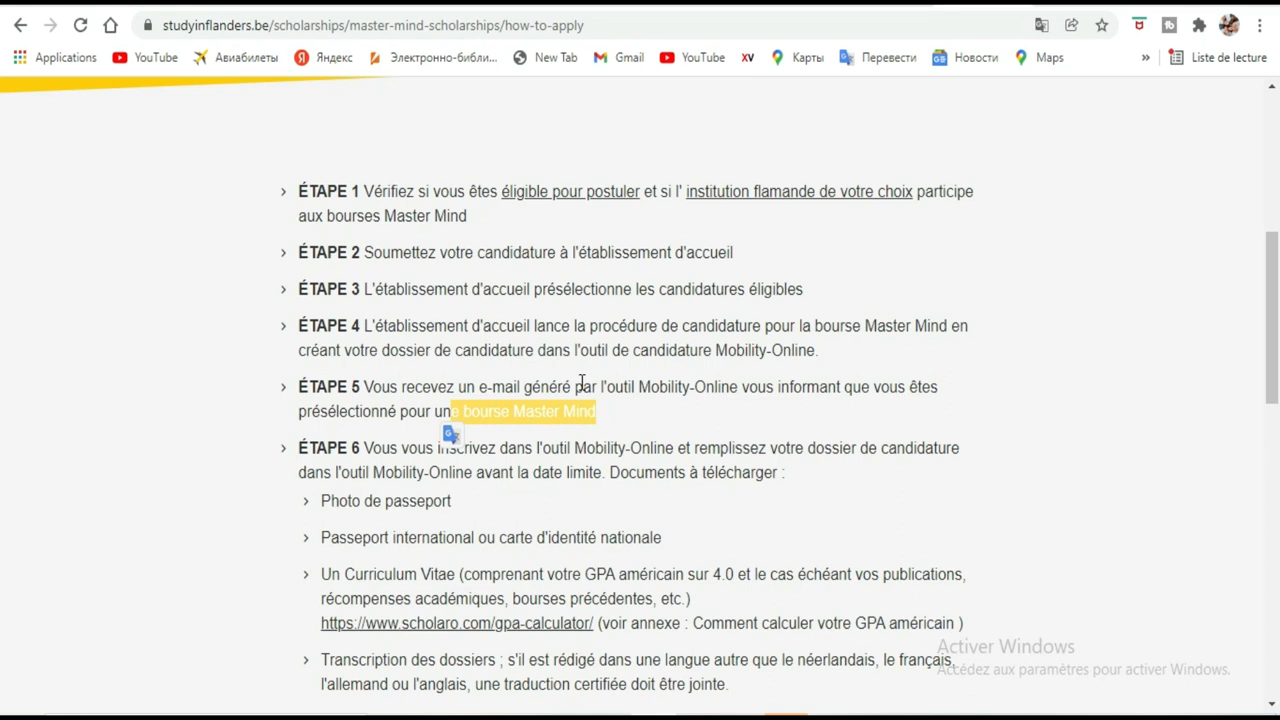 studyinflanders.be/scholarships/master-mind-scholarships/how-to-apply
Applications YouTube Авиабилеты Яндекс Электронно-библи... New Tab Gmail YouTube XV Карты Перевести Новости Maps » Liste de lecture
› ÉTAPE 1 Vérifiez si vous êtes éligible pour postuler et si l' institution flamande de votre choix participe
aux bourses Master Mind
› ÉTAPE 2 Soumettez votre candidature à l'établissement d'accueil
› ÉTAPE 3 L'établissement d'accueil présélectionne les candidatures éligibles
› ÉTAPE 4 L'établissement d'accueil lance la procédure de candidature pour la bourse Master Mind en
créant votre dossier de candidature dans l'outil de candidature Mobility-Online.
› ÉTAPE 5 Vous recevez un e-mail généré par l'outil Mobility-Online vous informant que vous êtes
présélectionné pour une bourse Master Mind
› ÉTAPE 6 Vous vous inscrivez dans l'outil Mobility-Online et remplissez votre dossier de candidature
dans l'outil Mobility-Online avant la date limite. Documents à télécharger :
› Photo de passeport
› Passeport international ou carte d'identité nationale
› Un Curriculum Vitae (comprenant votre GPA américain sur 4.0 et le cas échéant vos publications,
récompenses académiques, bourses précédentes, etc.)
https://www.scholaro.com/gpa-calculator/ (voir annexe : Comment calculer votre GPA américain )
Activer Windows
› Transcription des dossiers ; s'il est rédigé dans une langue autre que le néerlandais, le français,
Accédez aux paramètres pour activer Windows.
l'allemand ou l'anglais, une traduction certifiée doit être jointe.